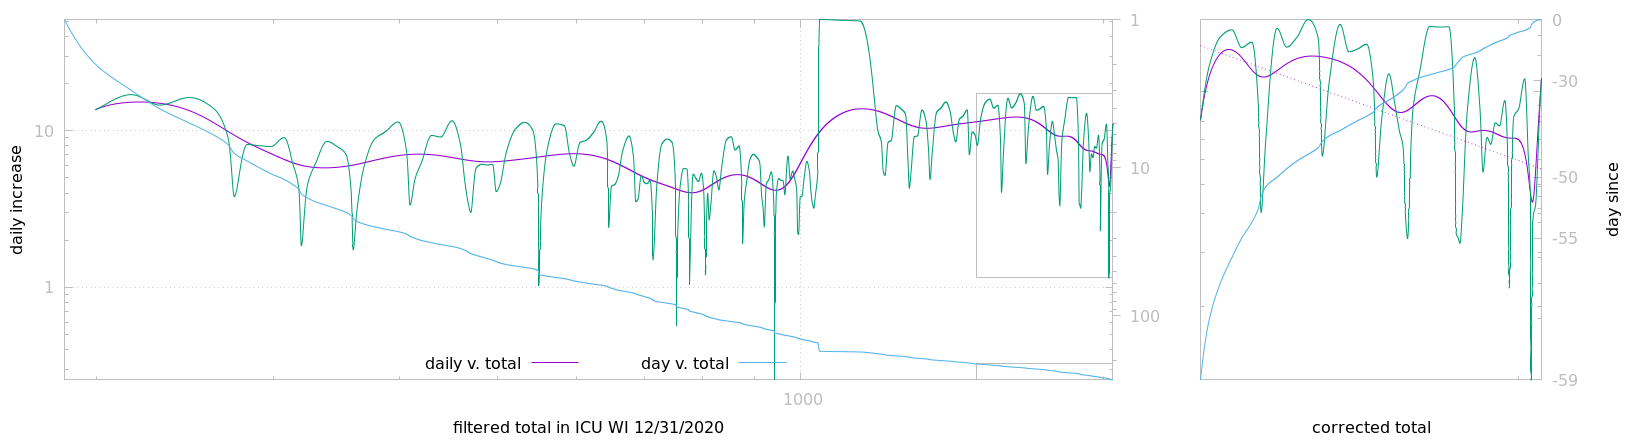 daily increase
10
1
daily v. total
day v. total
1000
filtered total in ICU WI 12/31/2020
1
10
100
0
-30
-50
-55
-59
day since
corrected total